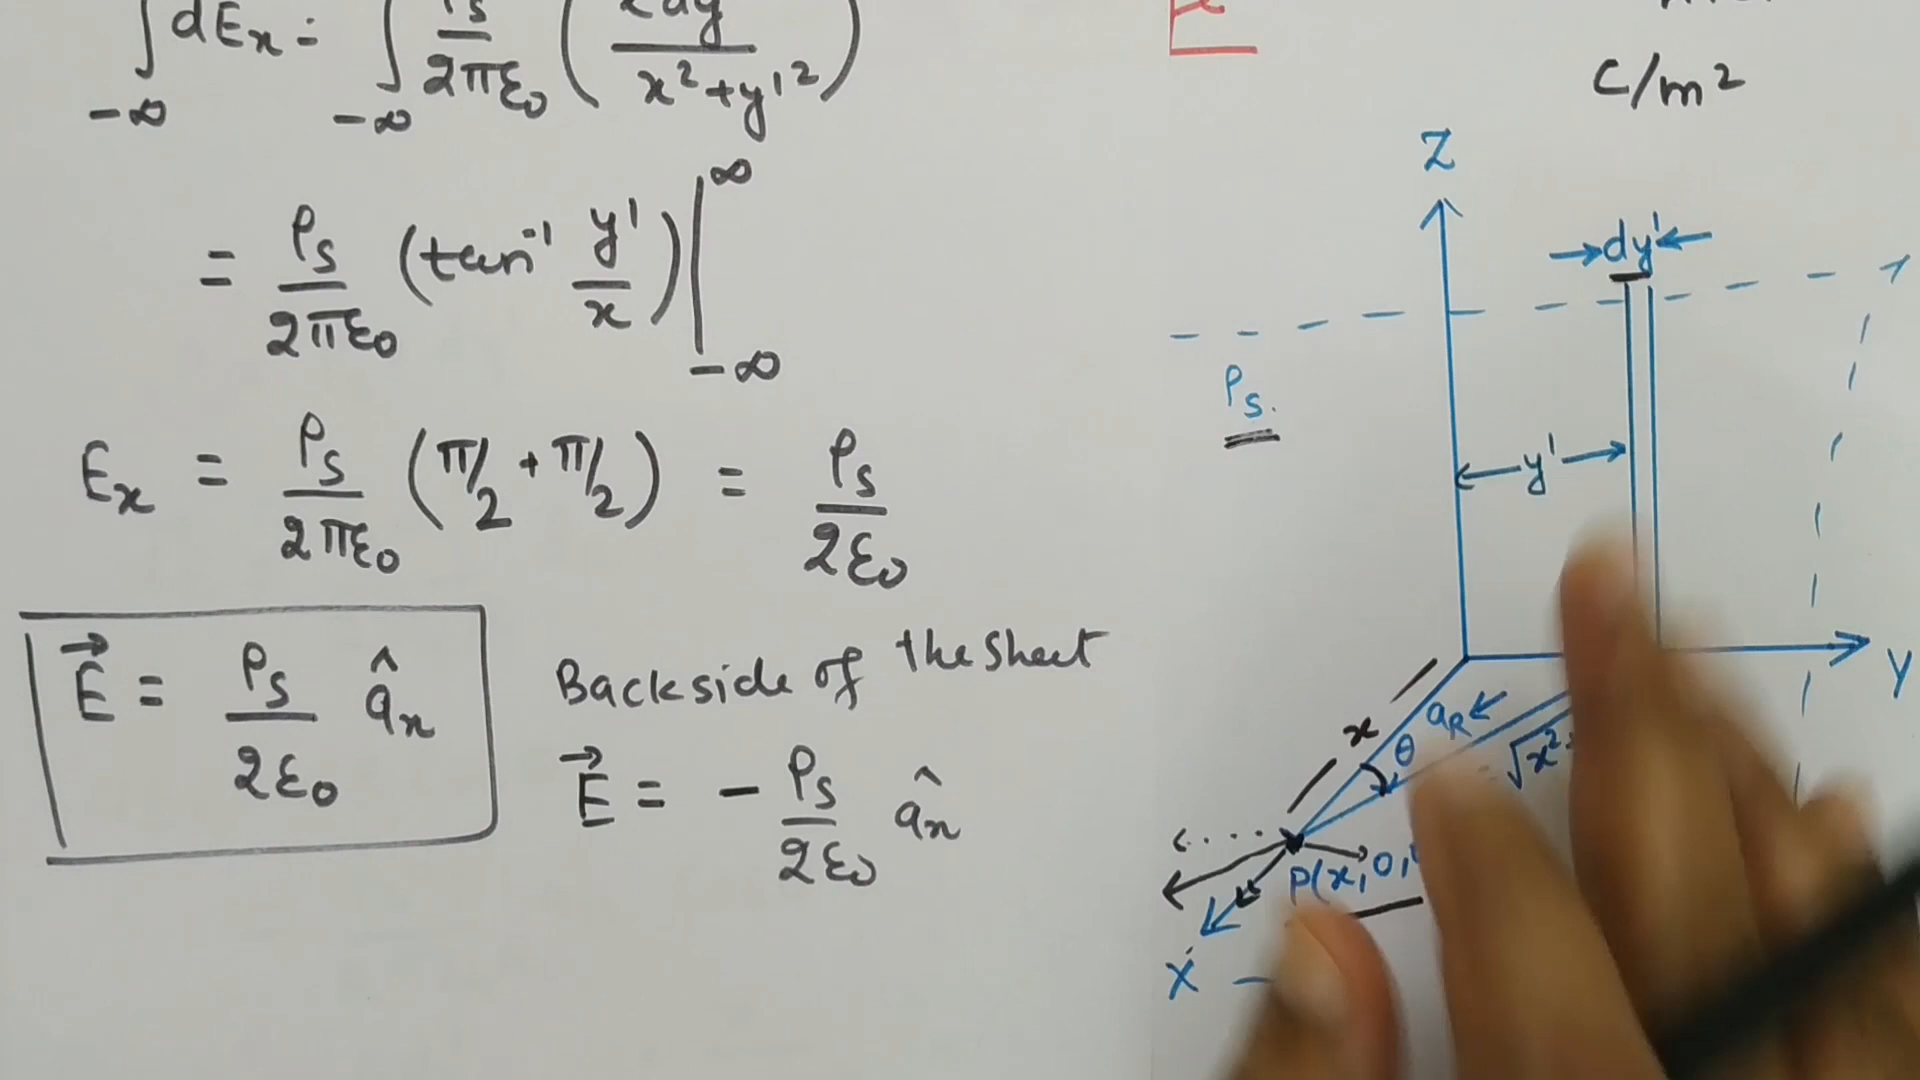 ∫ dEx = ∫ ρs/2πε0 ( x dy' / x² + y'² )
-∞ -∞
= ρs/2πε0 (tan⁻¹ y'/x) |
∞
-∞
Ex = ρs/2πε0 (π/2 + π/2) = ρs/2ε0
E⃗ = ρs/2ε0 âx
Backside of the Sheet
E⃗ = - ρs/2ε0 âx
C/m²
Z
dy'
ρs.
y'
Y
x
aR
θ
= √x²
P(x, 0,
X